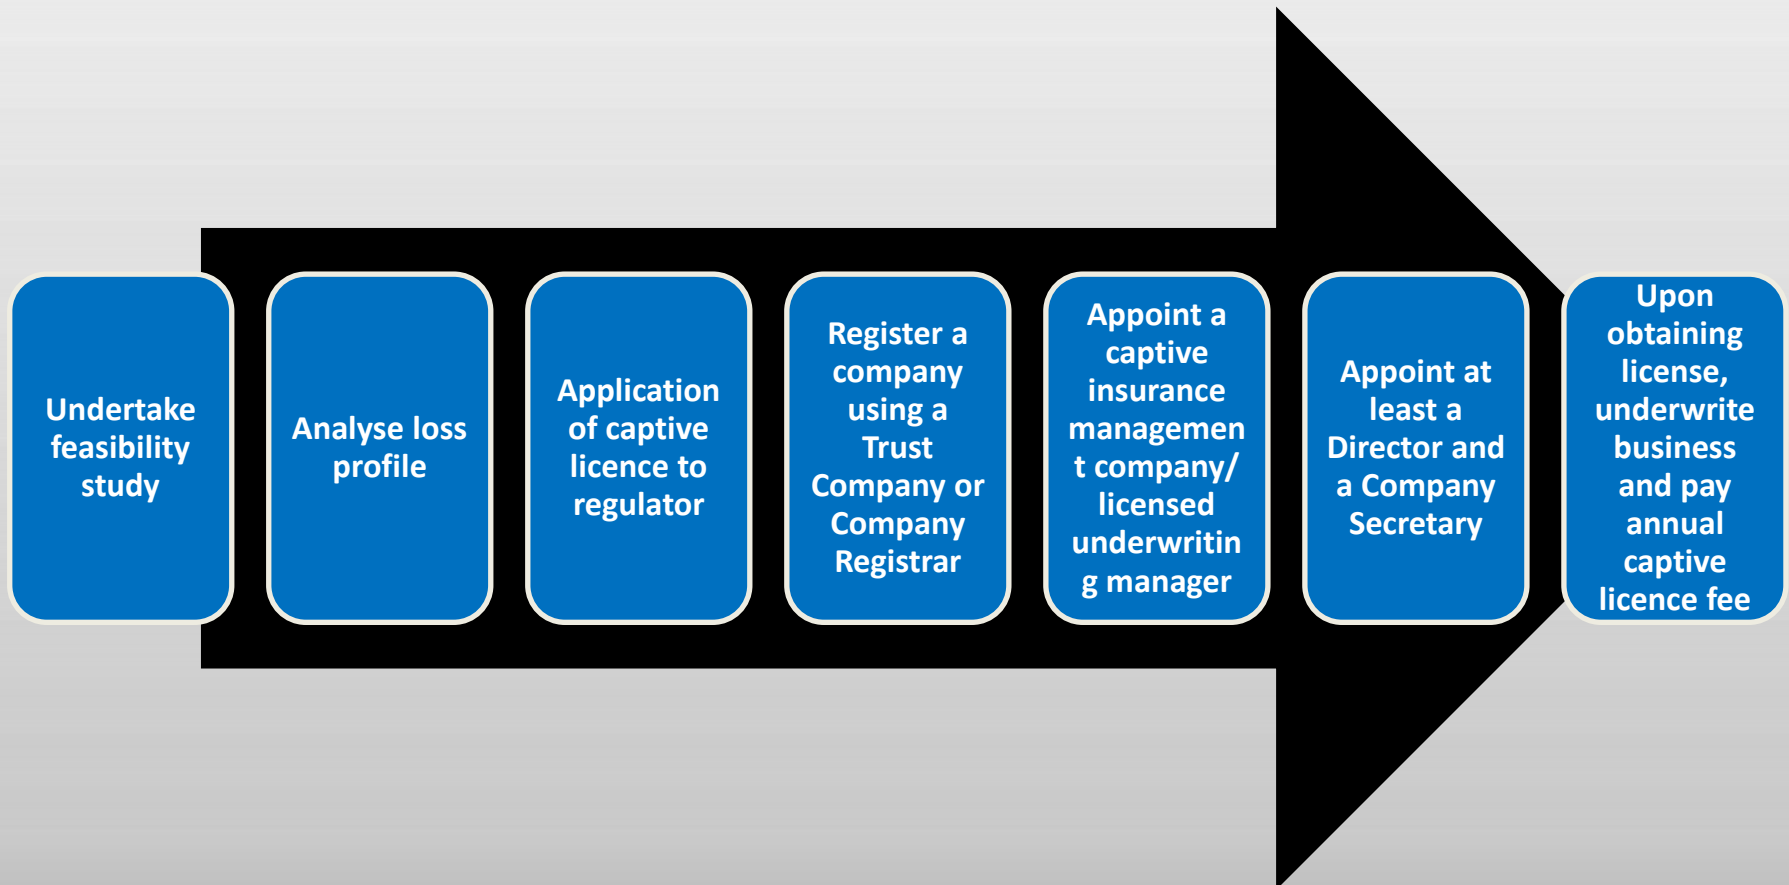 Undertake
feasibility
study
Analyse loss
profile
Application
of captive
licence to
regulator
Register a
company
using a
Trust
Company or
Company
Registrar
Appoint a
captive
insurance
managemen
t company/
licensed
underwritin
g manager
Appoint at
least a
Director and
a Company
Secretary
Upon
obtaining
license,
underwrite
business
and pay
annual
captive
licence fee